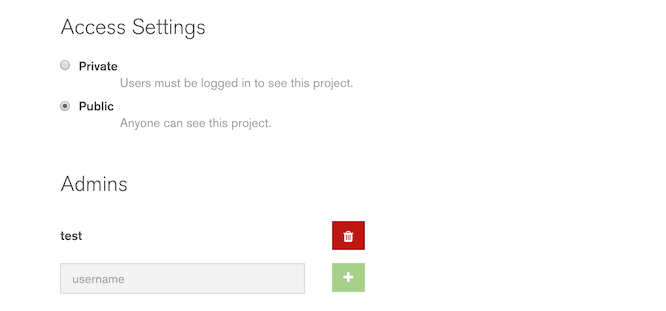 Access Settings
Private
Users must be logged in to see this project.
Public
Anyone can see this project.
Admins
test
username